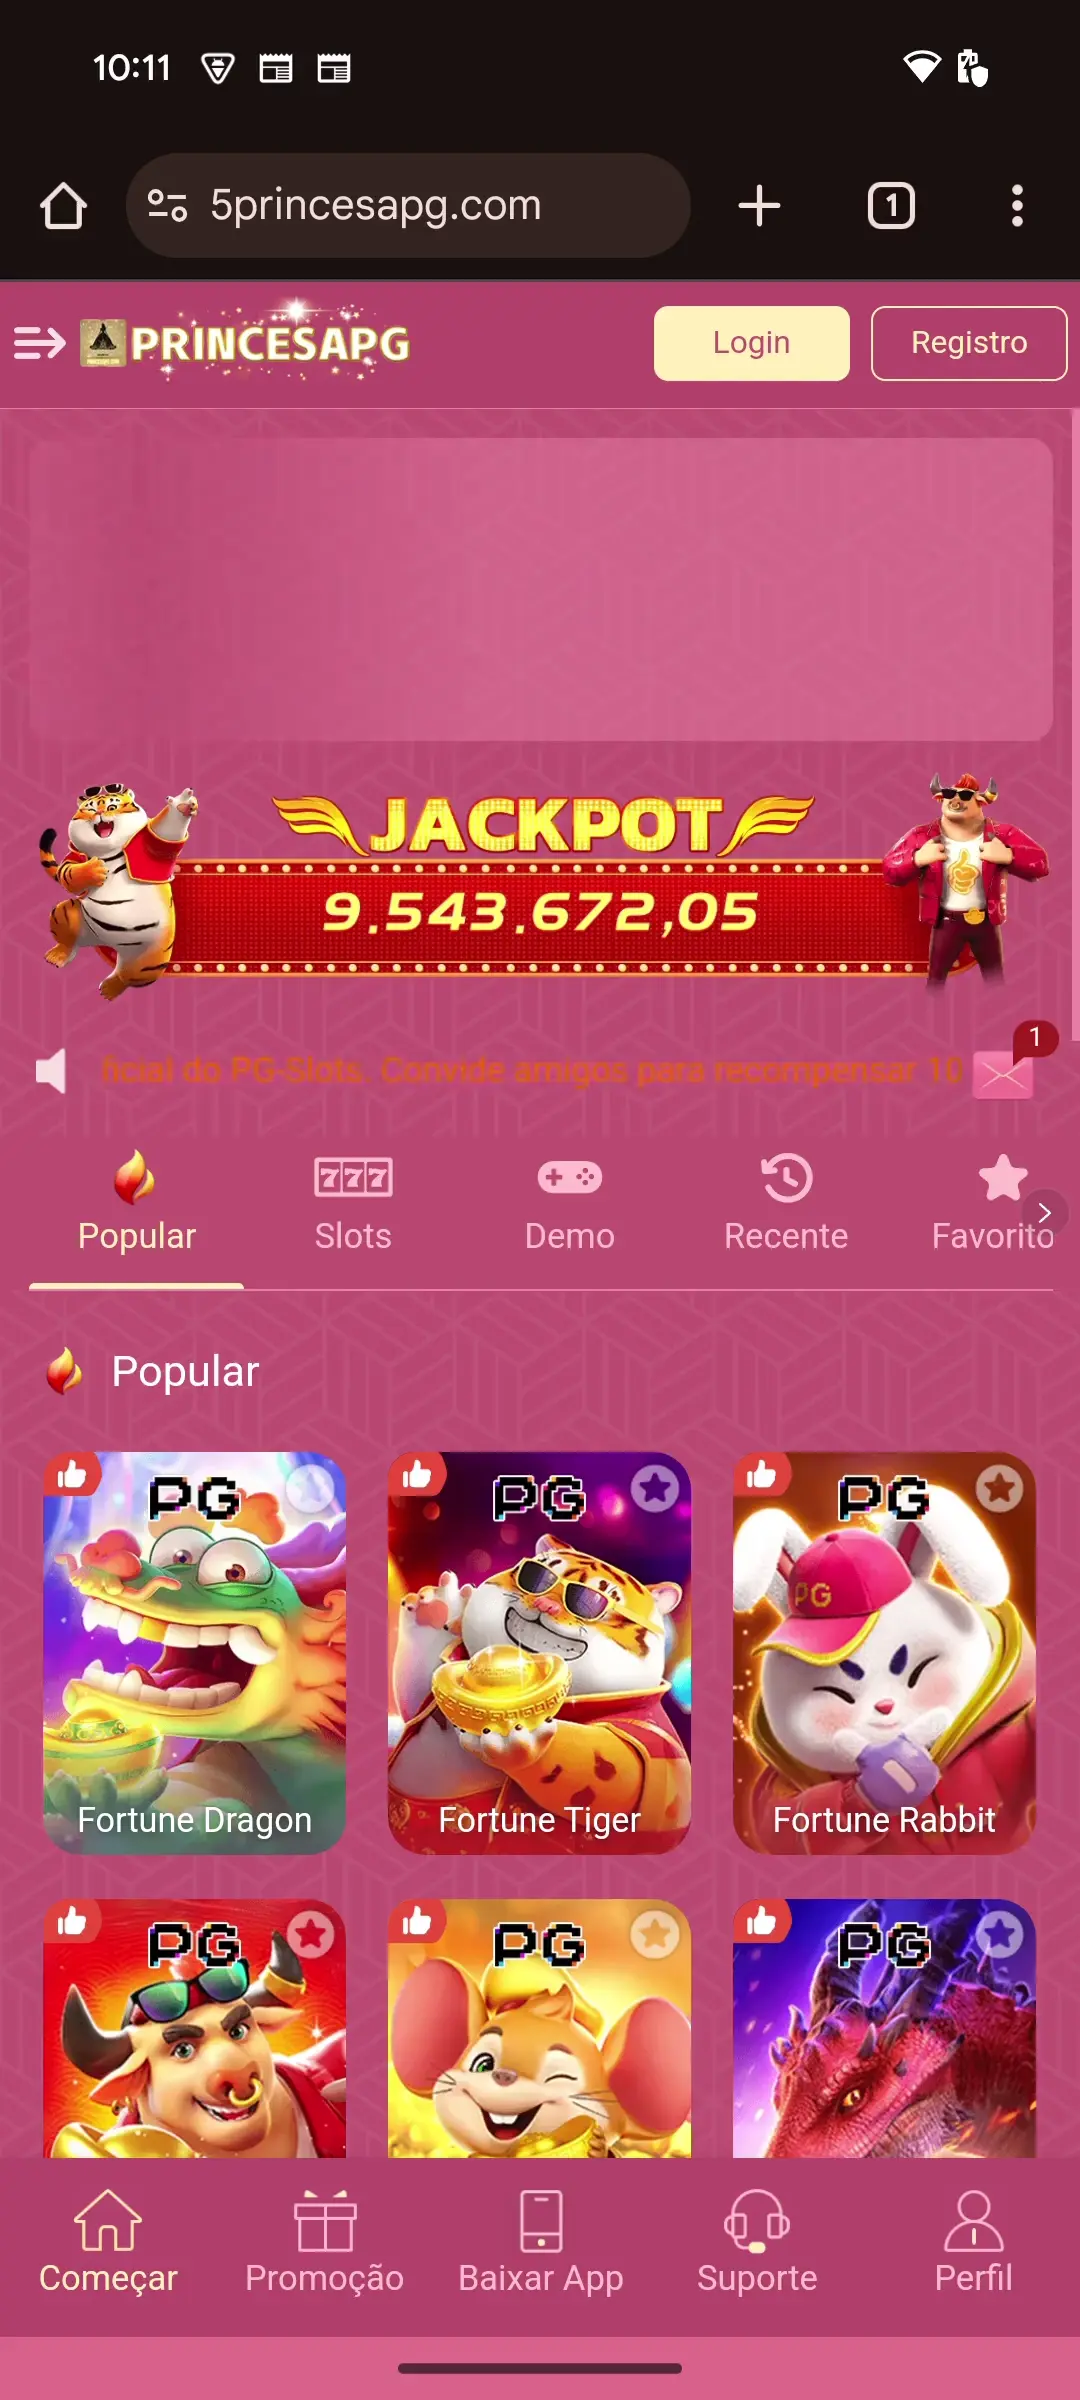 10:11
5princesapg.com
1
PRINCESAPG
Login
Registro
JACKPOT
9.543.672,05
ficial do PG-Slots. Convide amigos para recompensar 10
1
Popular
777
Slots
Demo
Recente
Favorito
Popular
PG
PG
PG
PG
Fortune Dragon
Fortune Tiger
Fortune Rabbit
PG
PG
PG
Começar
Promoção
Baixar App
Suporte
Perfil